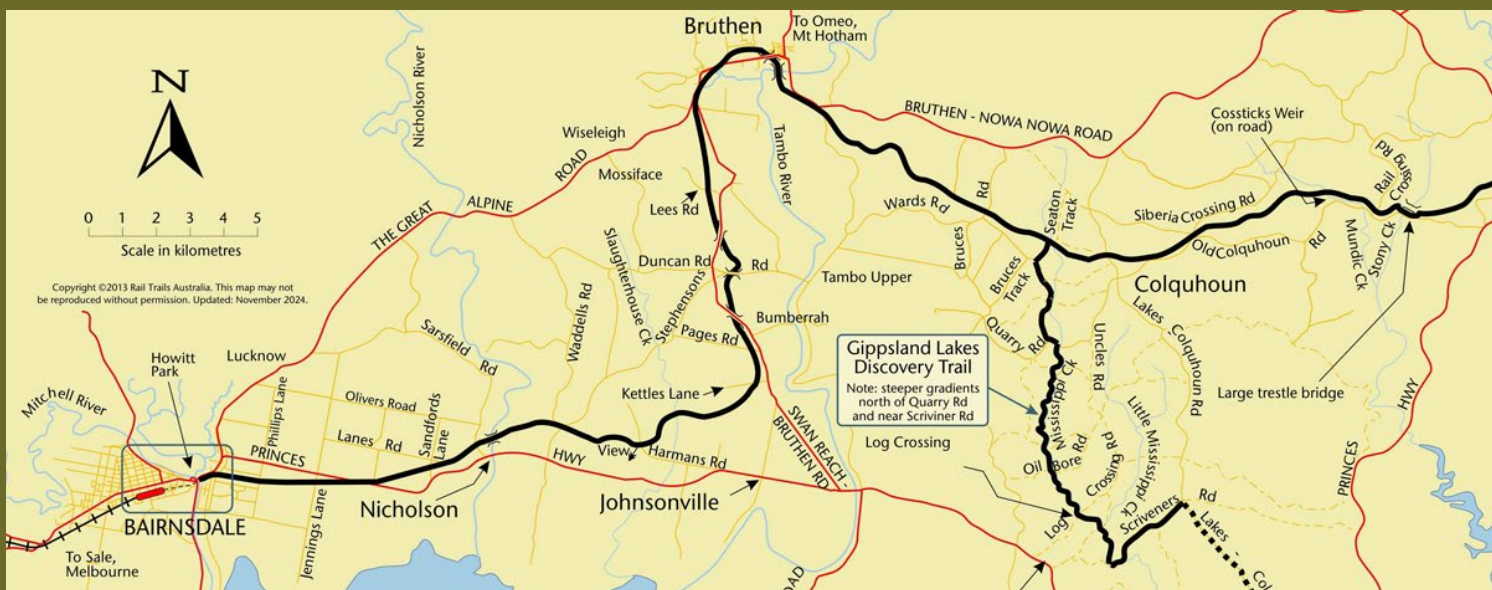 Bruthen
To Omeo,
Mt Hotham
N
Nicholson River
BRUTHEN - NOWA NOWA ROAD
Cossticks Weir
(on road)
Wiseleigh
Tambo River
Rail
Crossing Rd
0 1 2 3 4 5
Scale in kilometres
THE GREAT
ALPINE
ROAD
Mossiface
Lees Rd
Wards Rd
Rd
Seaton
Track
Siberia Crossing Rd
Old Colquhoun
Rd
Mundic Ck
Stony Ck
Slaughterhouse Ck
Duncan Rd
Rd
Tambo Upper
Bruces
Bruces
Track
Colquhoun
Copyright ©2013 Rail Trails Australia. This map may not
be reproduced without permission. Updated: November 2024.
Waddells Rd
Stephensons
Bumberrah
Lakes -
Colquhoun Rd
Sarsfield
Rd
Pages Rd
Quarry
Rd
Uncles Rd
Howitt
Park
Lucknow
Gippsland Lakes
Discovery Trail
Note: steeper gradients
north of Quarry Rd
and near Scriviner Rd
Mississippi Ck
Large trestle bridge
HWY
Mitchell River
Phillips Lane
Olivers Road
Sandfords
Lane
Kettles Lane
Little Mississippi
Ck
Lanes Rd
SWAN REACH -
BRUTHEN RD
Log Crossing
PRINCES
HWY
View
Harmans Rd
Oil Bore
Rd
Log
Crossing
Rd
PRINCES
Nicholson
Johnsonville
Scriveners
Rd
BAIRNSDALE
Jennings Lane
Lakes -
Col
To Sale,
Melbourne
ROAD